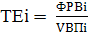 TEi = ФРВi / VВПi